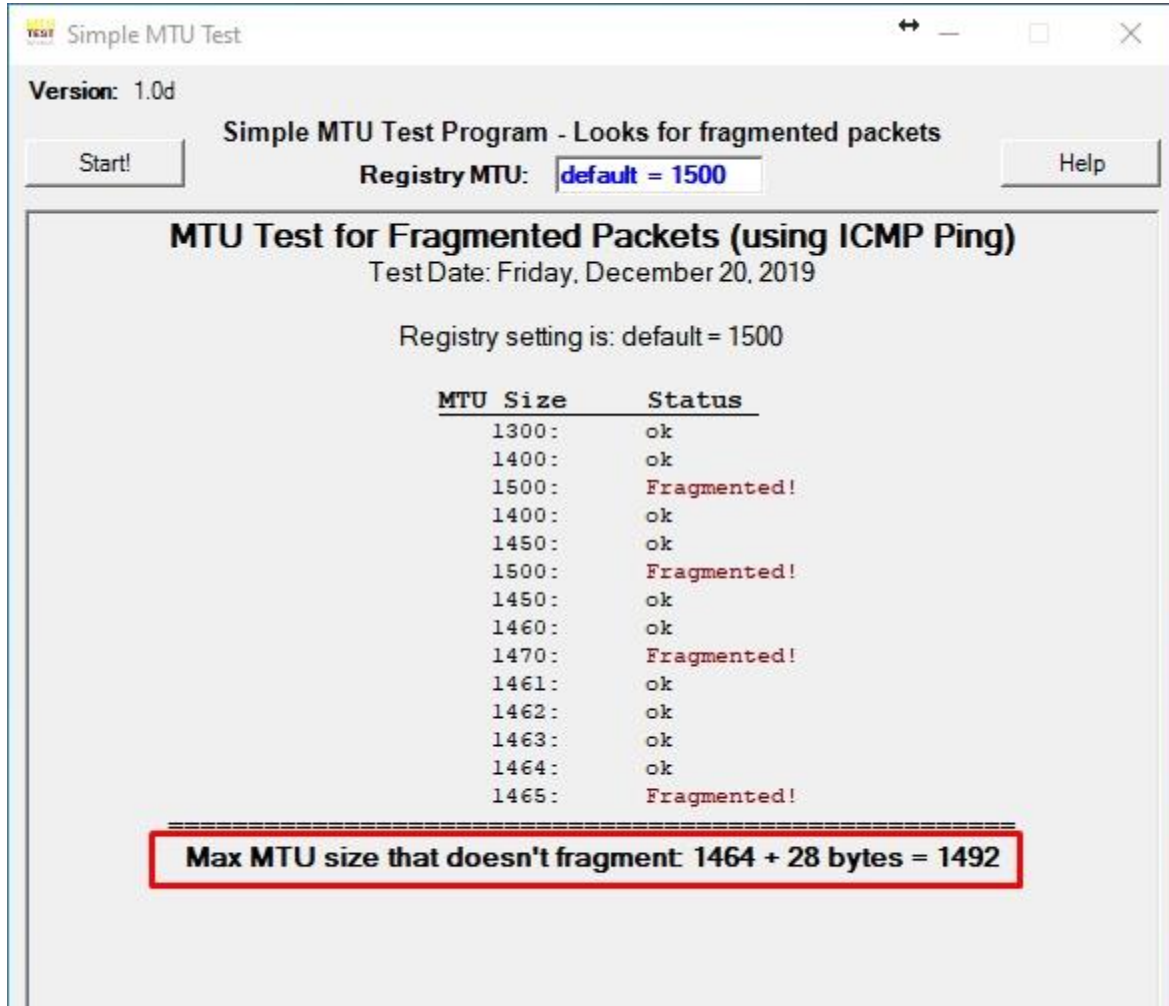 TEST Simple MTU Test
Version: 1.0d
Simple MTU Test Program - Looks for fragmented packets
Start!
Registry MTU: default = 1500
Help
MTU Test for Fragmented Packets (using ICMP Ping)
Test Date: Friday, December 20, 2019
Registry setting is: default = 1500
MTU Size Status
1300: ok
1400: ok
1500: Fragmented!
1400: ok
1450: ok
1500: Fragmented!
1450: ok
1460: ok
1470: Fragmented!
1461: ok
1462: ok
1463: ok
1464: ok
1465: Fragmented!
=====================================================
Max MTU size that doesn't fragment: 1464 + 28 bytes = 1492